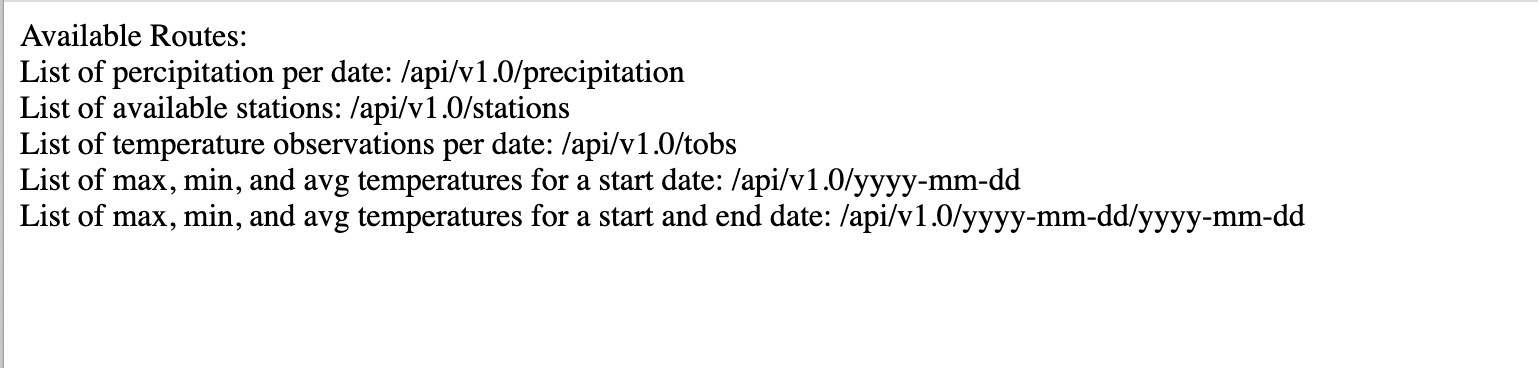 Available Routes:
List of percipitation per date: /api/v1.0/precipitation
List of available stations: /api/v1.0/stations
List of temperature observations per date: /api/v1.0/tobs
List of max, min, and avg temperatures for a start date: /api/v1.0/yyyy-mm-dd
List of max, min, and avg temperatures for a start and end date: /api/v1.0/yyyy-mm-dd/yyyy-mm-dd